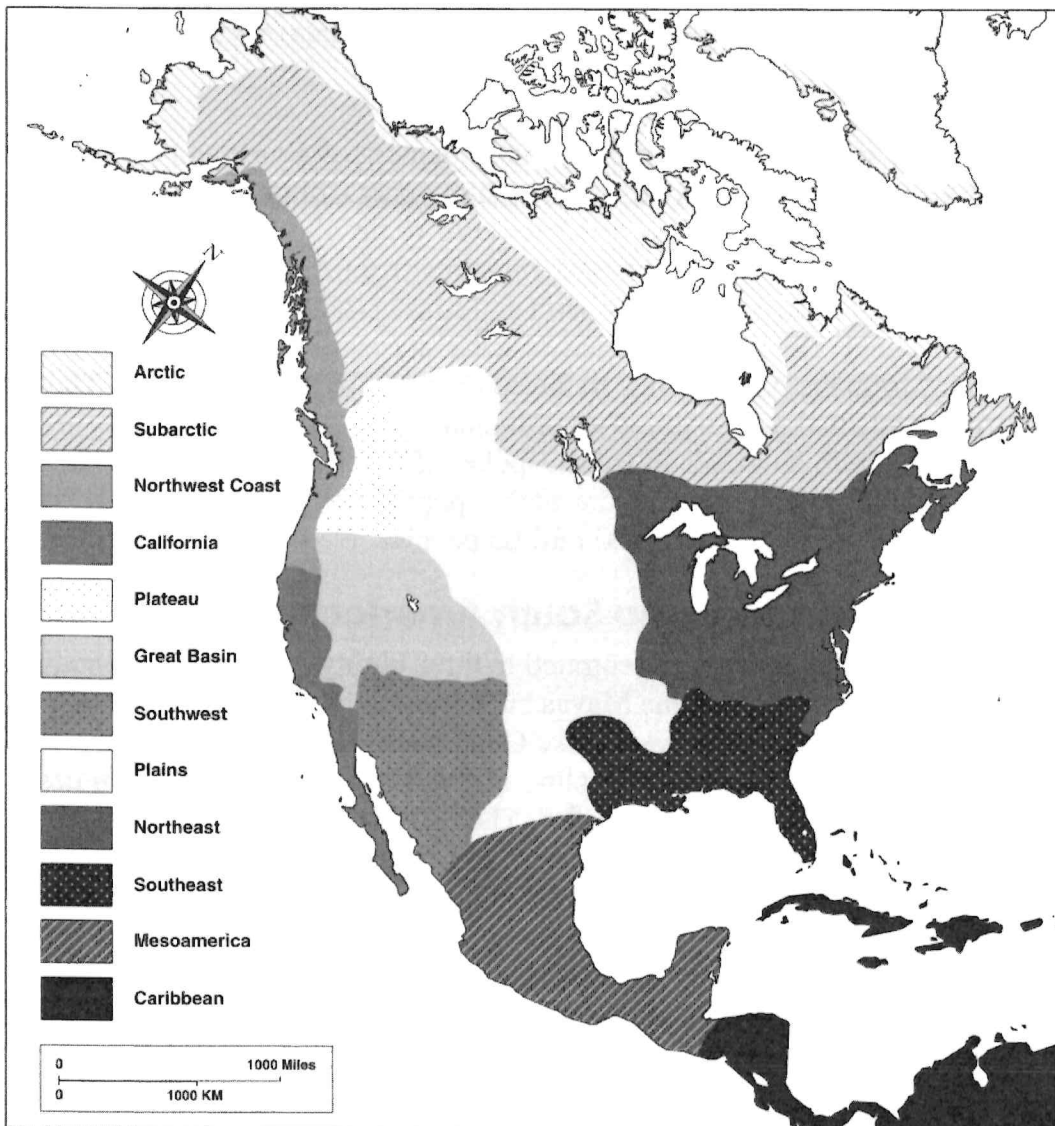 N
Arctic
Subarctic
Northwest Coast
California
Plateau
Great Basin
Southwest
Plains
Northeast
Southeast
Mesoamerica
Caribbean
0 1000 Miles
0 1000 KM